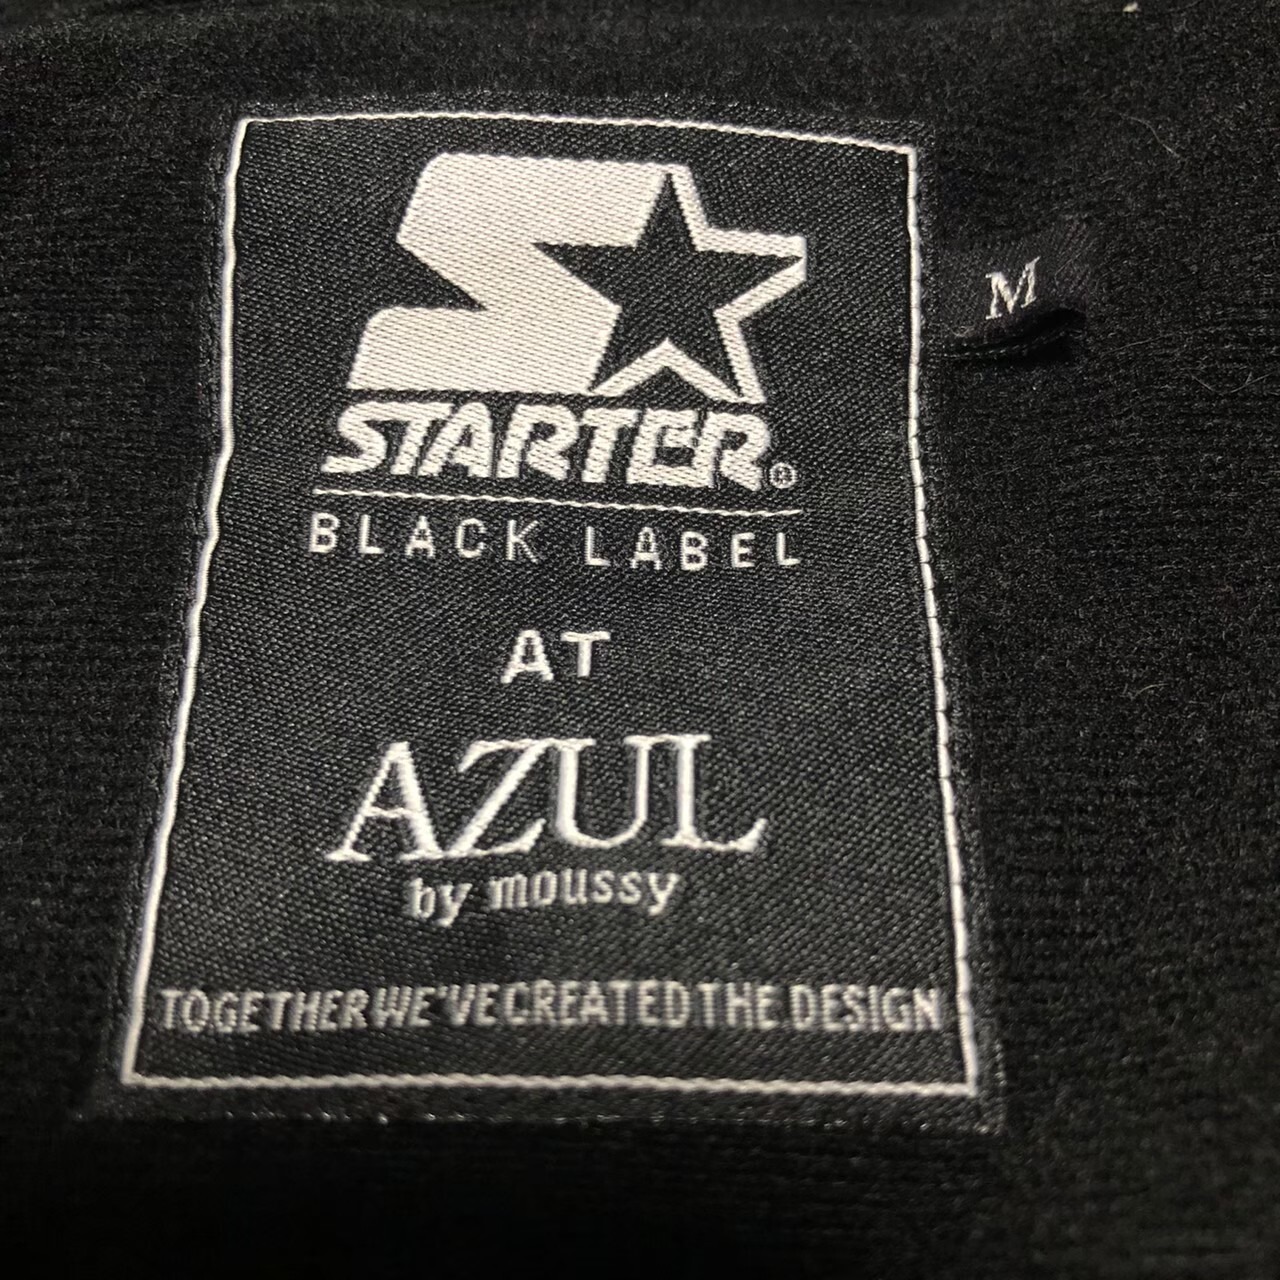 STARTER®
BLACK LABEL
M
AT
AZUL
by moussy
TOGETHER WE'VE CREATED THE DESIGN